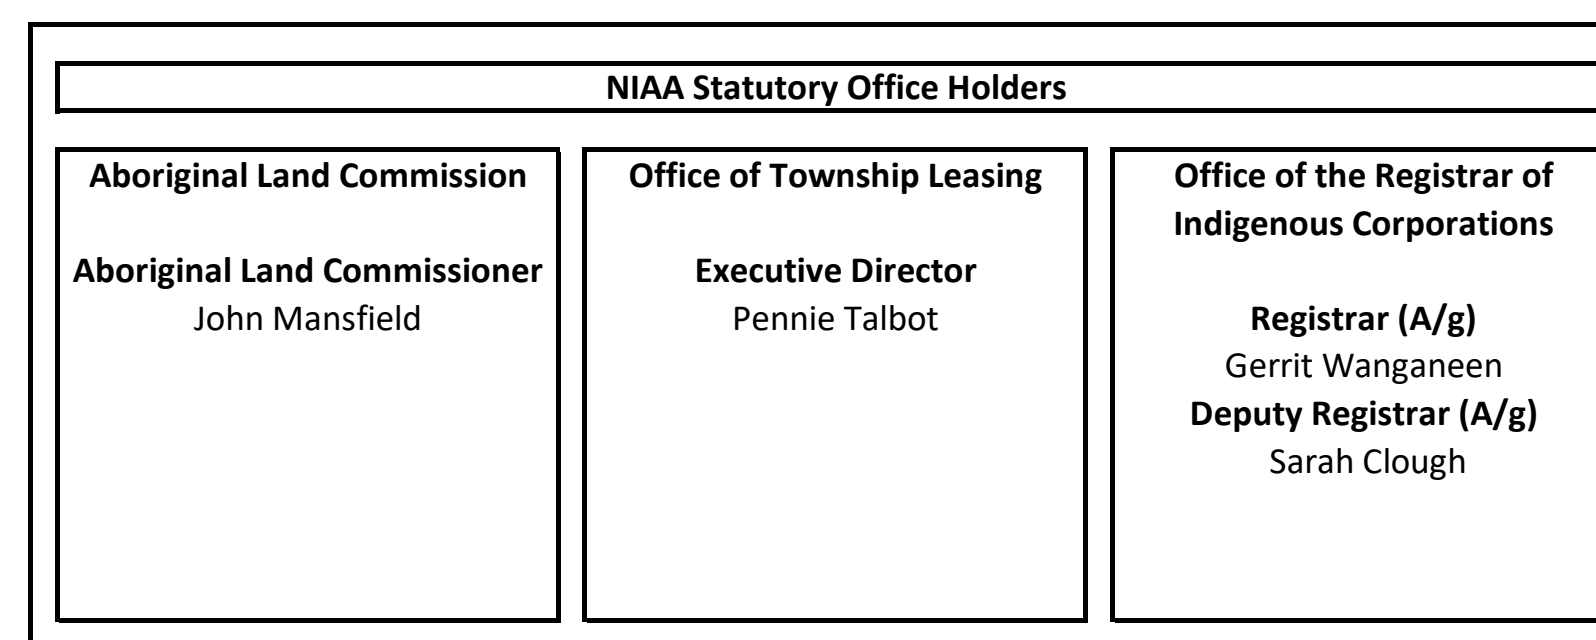 NIAA Statutory Office Holders
Aboriginal Land Commission
Aboriginal Land Commissioner
John Mansfield
Office of Township Leasing
Executive Director
Pennie Talbot
Office of the Registrar of
Indigenous Corporations
Registrar (A/g)
Gerrit Wanganeen
Deputy Registrar (A/g)
Sarah Clough